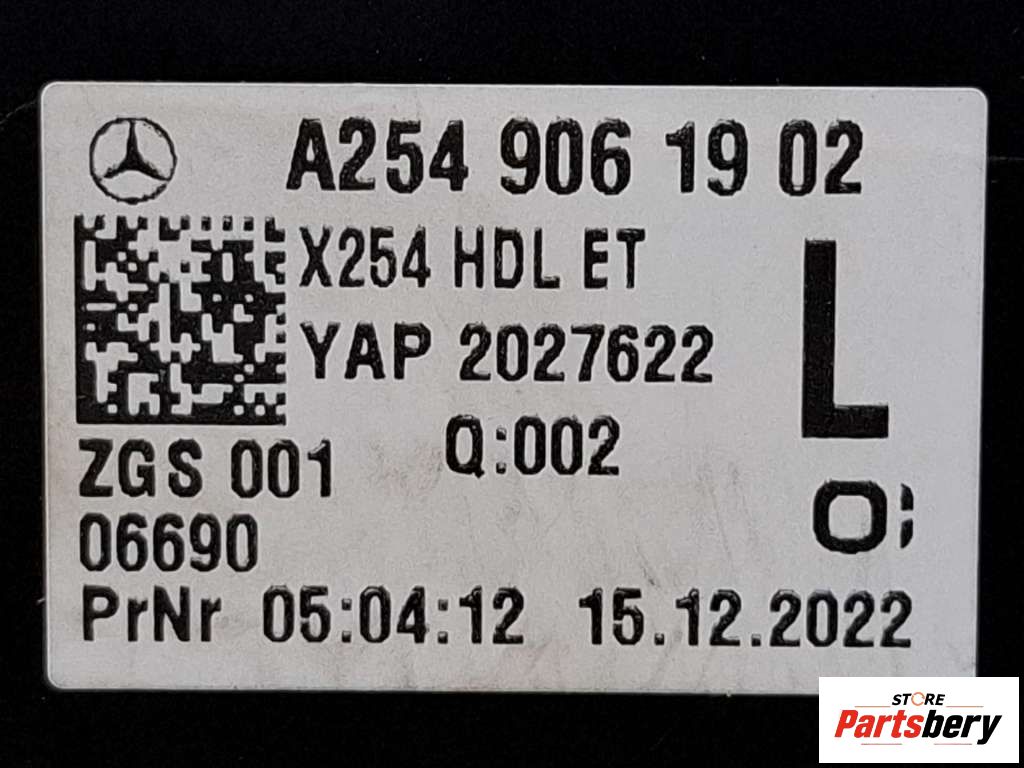 A254 906 19 02
X254 HDL ET
YAP 2027622
L
Q:002
ZGS 001
06690
O:
PrNr 05:04:12 15.12.2022
STORE
Partsbery